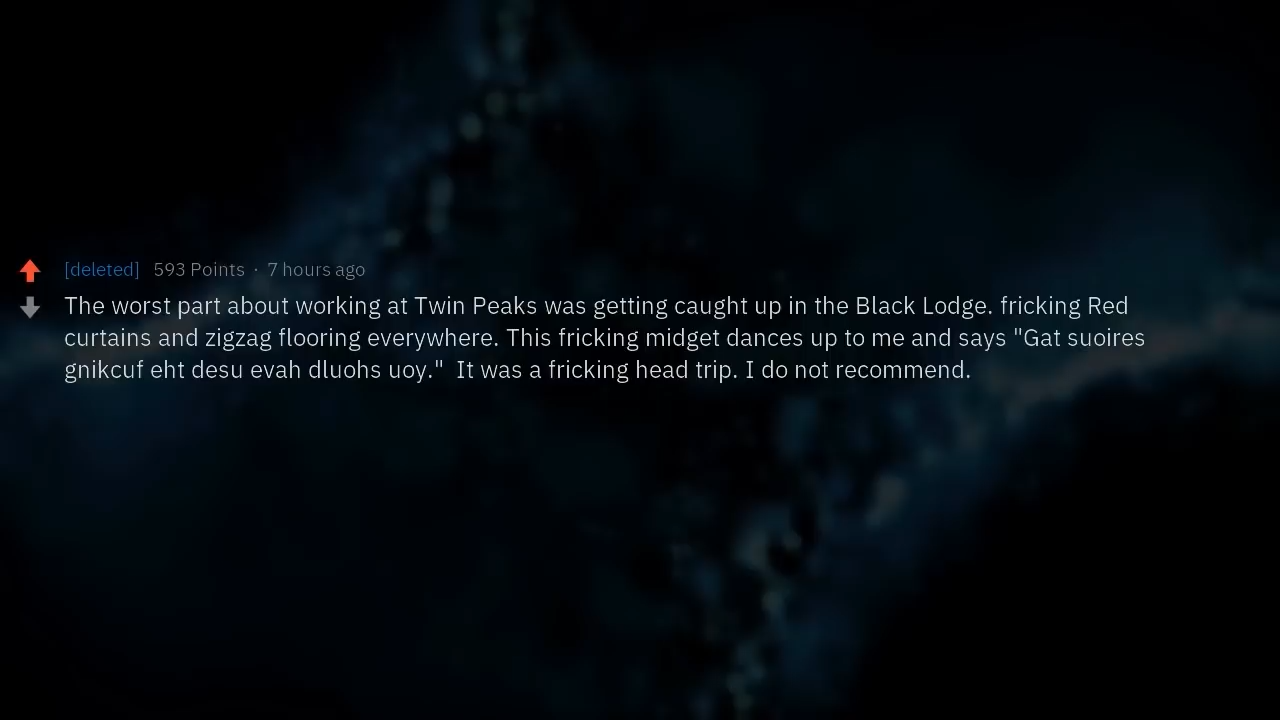 [deleted] 593 Points · 7 hours ago
The worst part about working at Twin Peaks was getting caught up in the Black Lodge. fricking Red
curtains and zigzag flooring everywhere. This fricking midget dances up to me and says "Gat suoires
gnikcuf eht desu evah dluohs uoy."  It was a fricking head trip. I do not recommend.